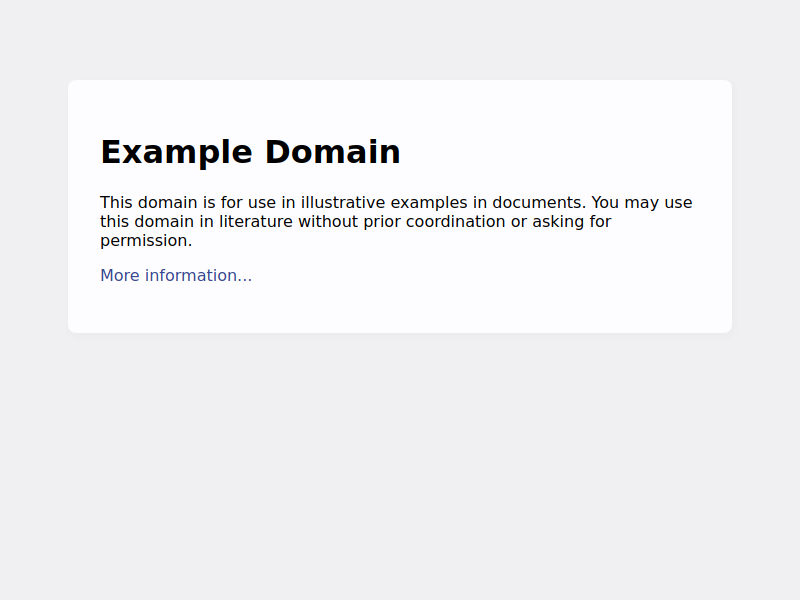 Example Domain
This domain is for use in illustrative examples in documents. You may use
this domain in literature without prior coordination or asking for
permission.
More information...